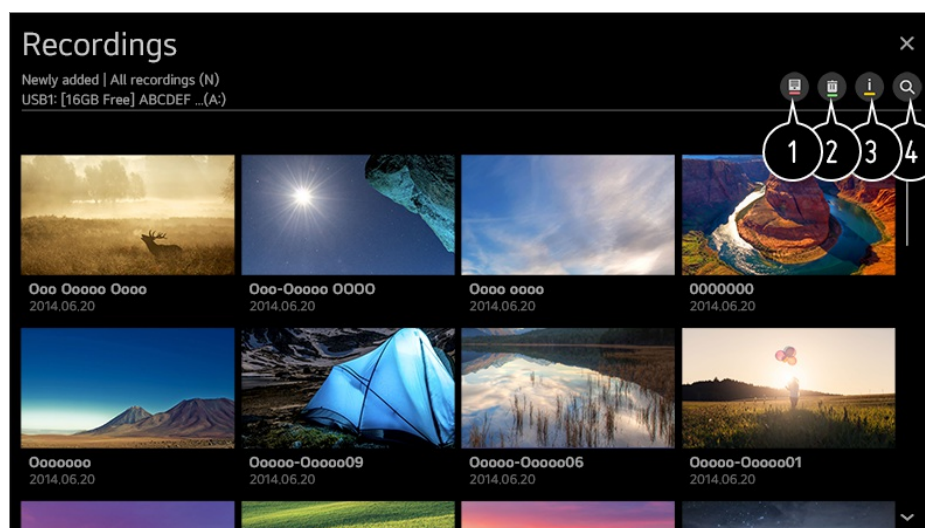 Recordings
Newly added | All recordings (N)
USB1: [16GB Free] ABCDEF ...(A:)
1 2 3 4
Ooo Ooooo Oooo
2014.06.20
Ooo-Ooooo OOOO
2014.06.20
Oooo oooo
2014.06.20
OOOOOOO
2014.06.20
Ooooooo
2014.06.20
Ooooo-Ooooo09
2014.06.20
Ooooo-Ooooo06
2014.06.20
Ooooo-Ooooo01
2014.06.20